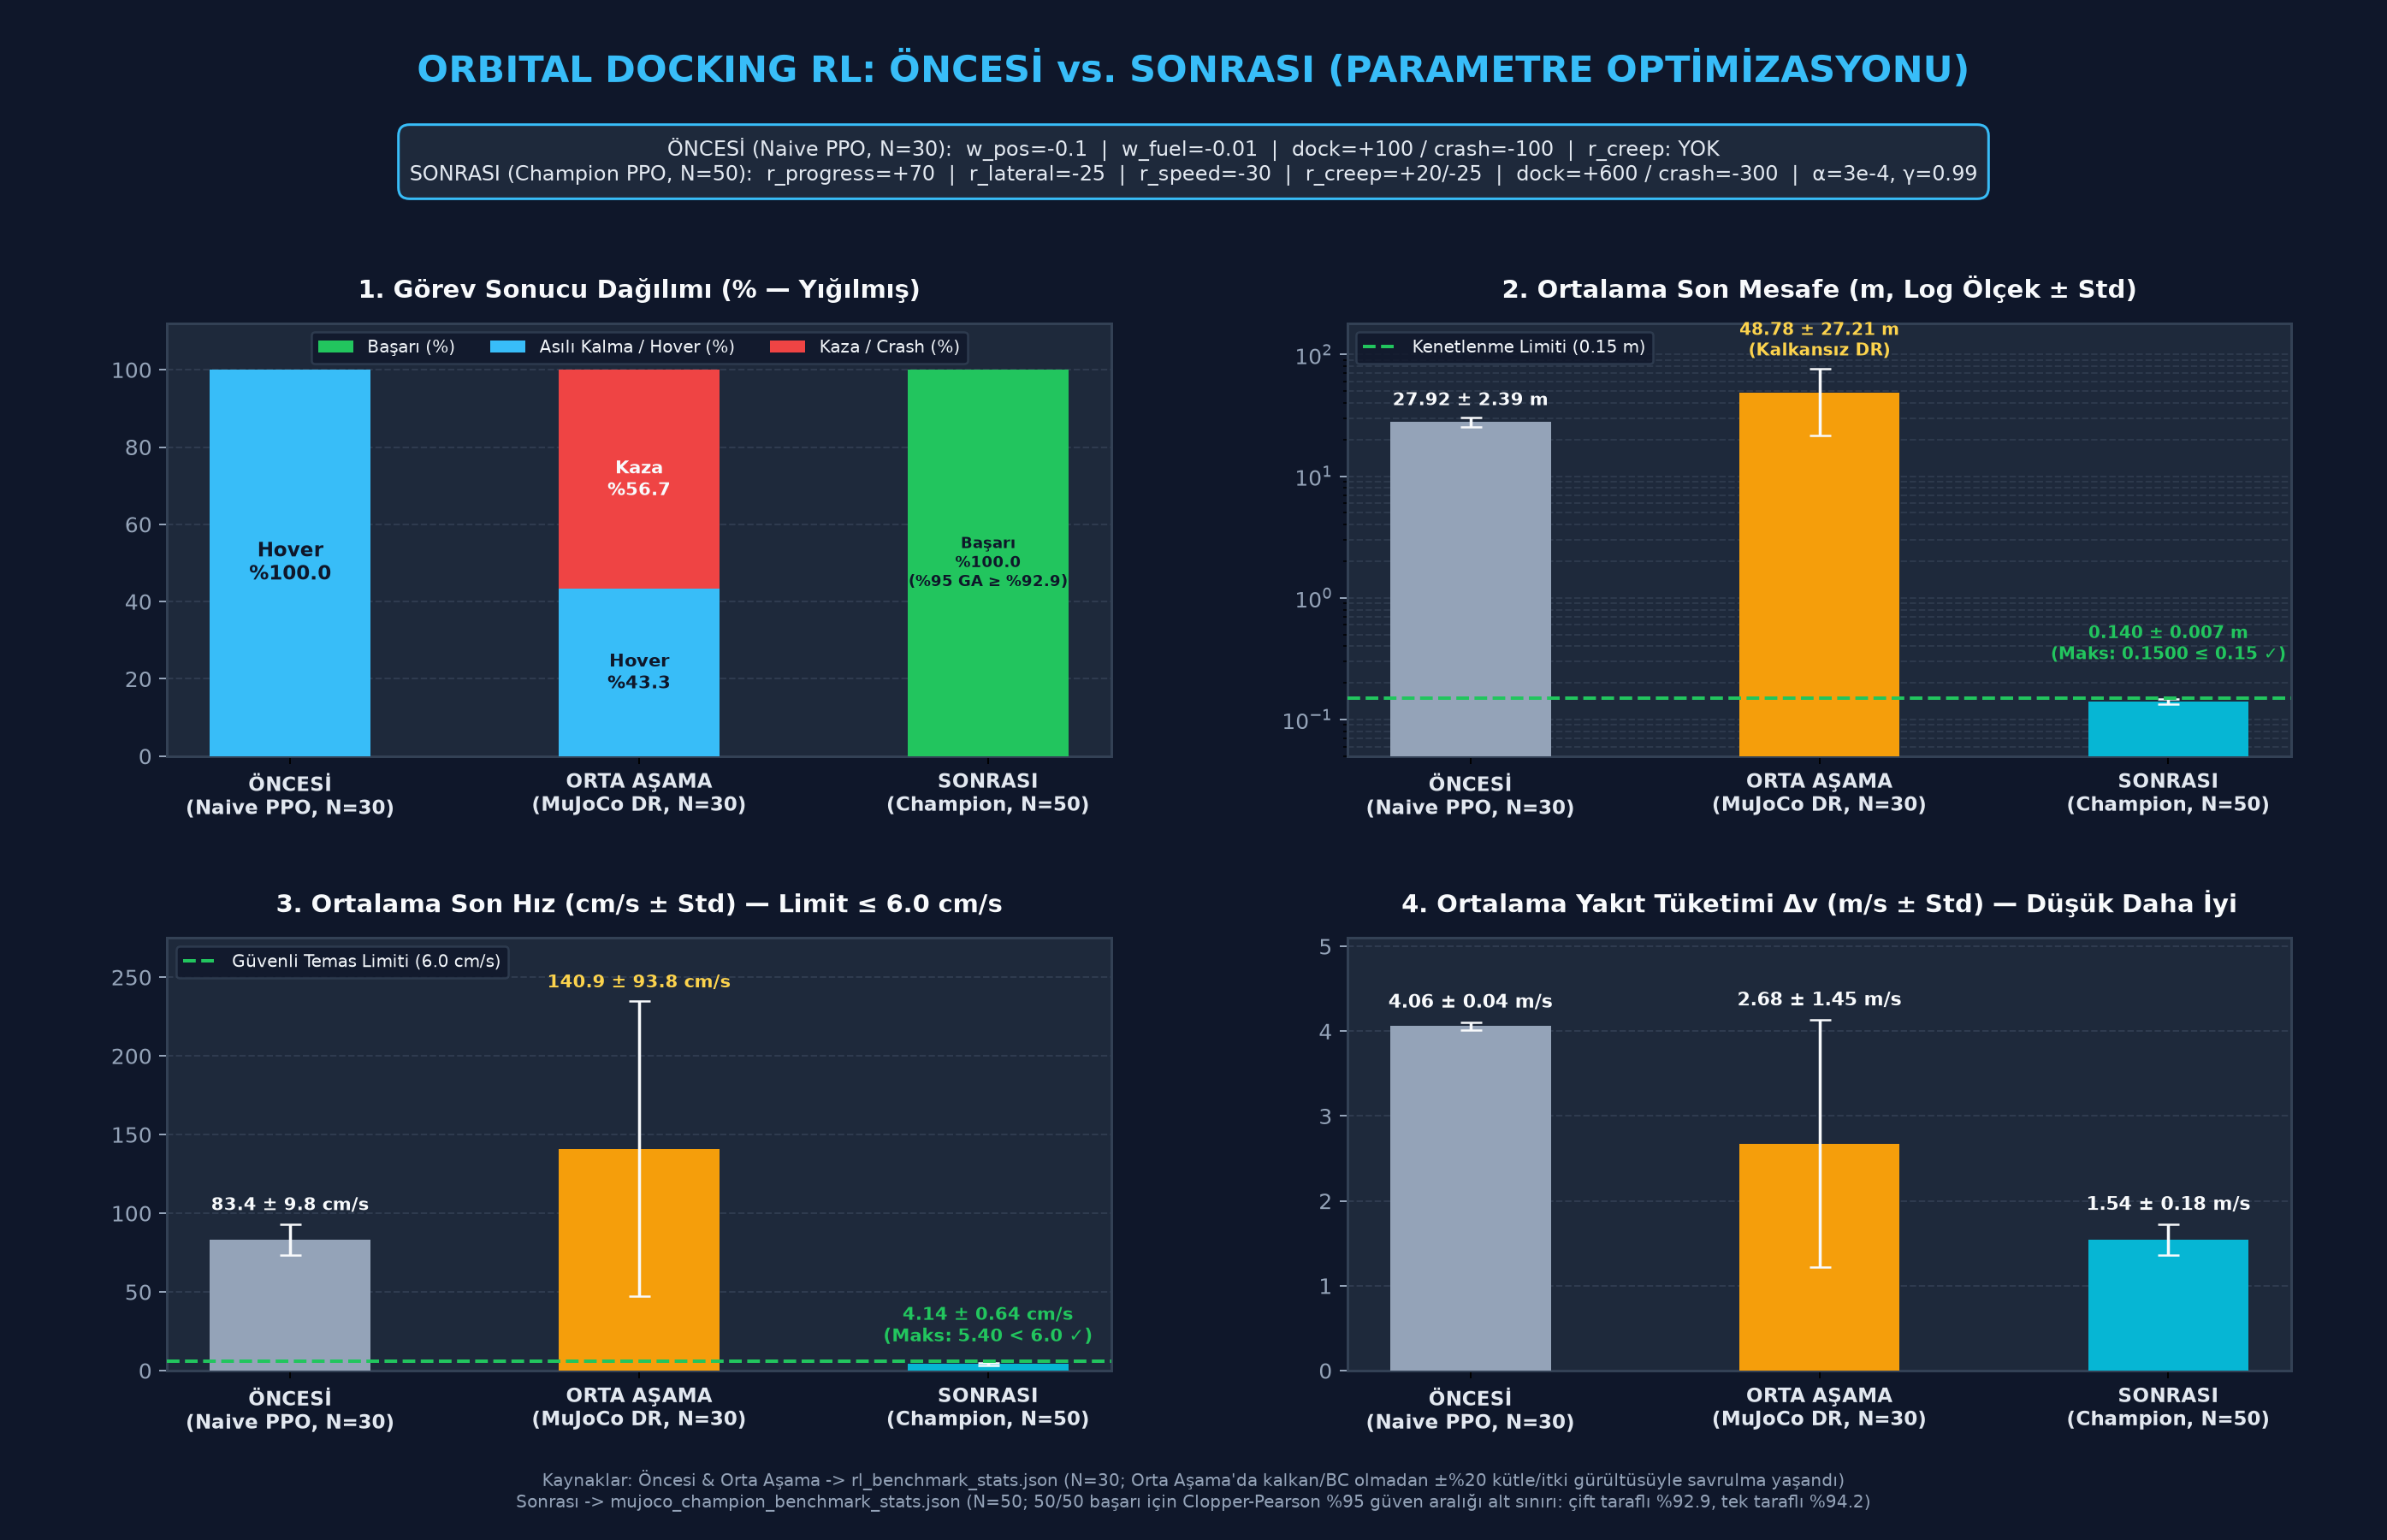 ORBITAL DOCKING RL: ÖNCESİ vs. SONRASI (PARAMETRE OPTİMİZASYONU)
ÖNCESİ (Naive PPO, N=30):  w_pos=-0.1  |  w_fuel=-0.01  |  dock=+100 / crash=-100  |  r_creep: YOK
SONRASI (Champion PPO, N=50):  r_progress=+70  |  r_lateral=-25  |  r_speed=-30  |  r_creep=+20/-25  |  dock=+600 / crash=-300  |  α=3e-4, γ=0.99
1. Görev Sonucu Dağılımı (% — Yığılmış)
Başarı (%)
Asılı Kalma / Hover (%)
Kaza / Crash (%)
100
80
60
40
20
0
Hover
%100.0
Kaza
%56.7
Hover
%43.3
Başarı
%100.0
(%95 GA ≥ %92.9)
ÖNCESİ
(Naive PPO, N=30)
ORTA AŞAMA
(MuJoCo DR, N=30)
SONRASI
(Champion, N=50)
2. Ortalama Son Mesafe (m, Log Ölçek ± Std)
Kenetlenme Limiti (0.15 m)
10²
10¹
10⁰
10⁻¹
27.92 ± 2.39 m
48.78 ± 27.21 m
(Kalkansız DR)
0.140 ± 0.007 m
(Maks: 0.1500 ≤ 0.15 ✓)
ÖNCESİ
(Naive PPO, N=30)
ORTA AŞAMA
(MuJoCo DR, N=30)
SONRASI
(Champion, N=50)
3. Ortalama Son Hız (cm/s ± Std) — Limit ≤ 6.0 cm/s
Güvenli Temas Limiti (6.0 cm/s)
250
200
150
100
50
0
83.4 ± 9.8 cm/s
140.9 ± 93.8 cm/s
4.14 ± 0.64 cm/s
(Maks: 5.40 < 6.0 ✓)
ÖNCESİ
(Naive PPO, N=30)
ORTA AŞAMA
(MuJoCo DR, N=30)
SONRASI
(Champion, N=50)
4. Ortalama Yakıt Tüketimi Δv (m/s ± Std) — Düşük Daha İyi
5
4
3
2
1
0
4.06 ± 0.04 m/s
2.68 ± 1.45 m/s
1.54 ± 0.18 m/s
ÖNCESİ
(Naive PPO, N=30)
ORTA AŞAMA
(MuJoCo DR, N=30)
SONRASI
(Champion, N=50)
Kaynaklar: Öncesi & Orta Aşama -> rl_benchmark_stats.json (N=30; Orta Aşama'da kalkan/BC olmadan ±%20 kütle/itki gürültüsüyle savrulma yaşandı)
Sonrası -> mujoco_champion_benchmark_stats.json (N=50; 50/50 başarı için Clopper-Pearson %95 güven aralığı alt sınırı: çift taraflı %92.9, tek taraflı %94.2)